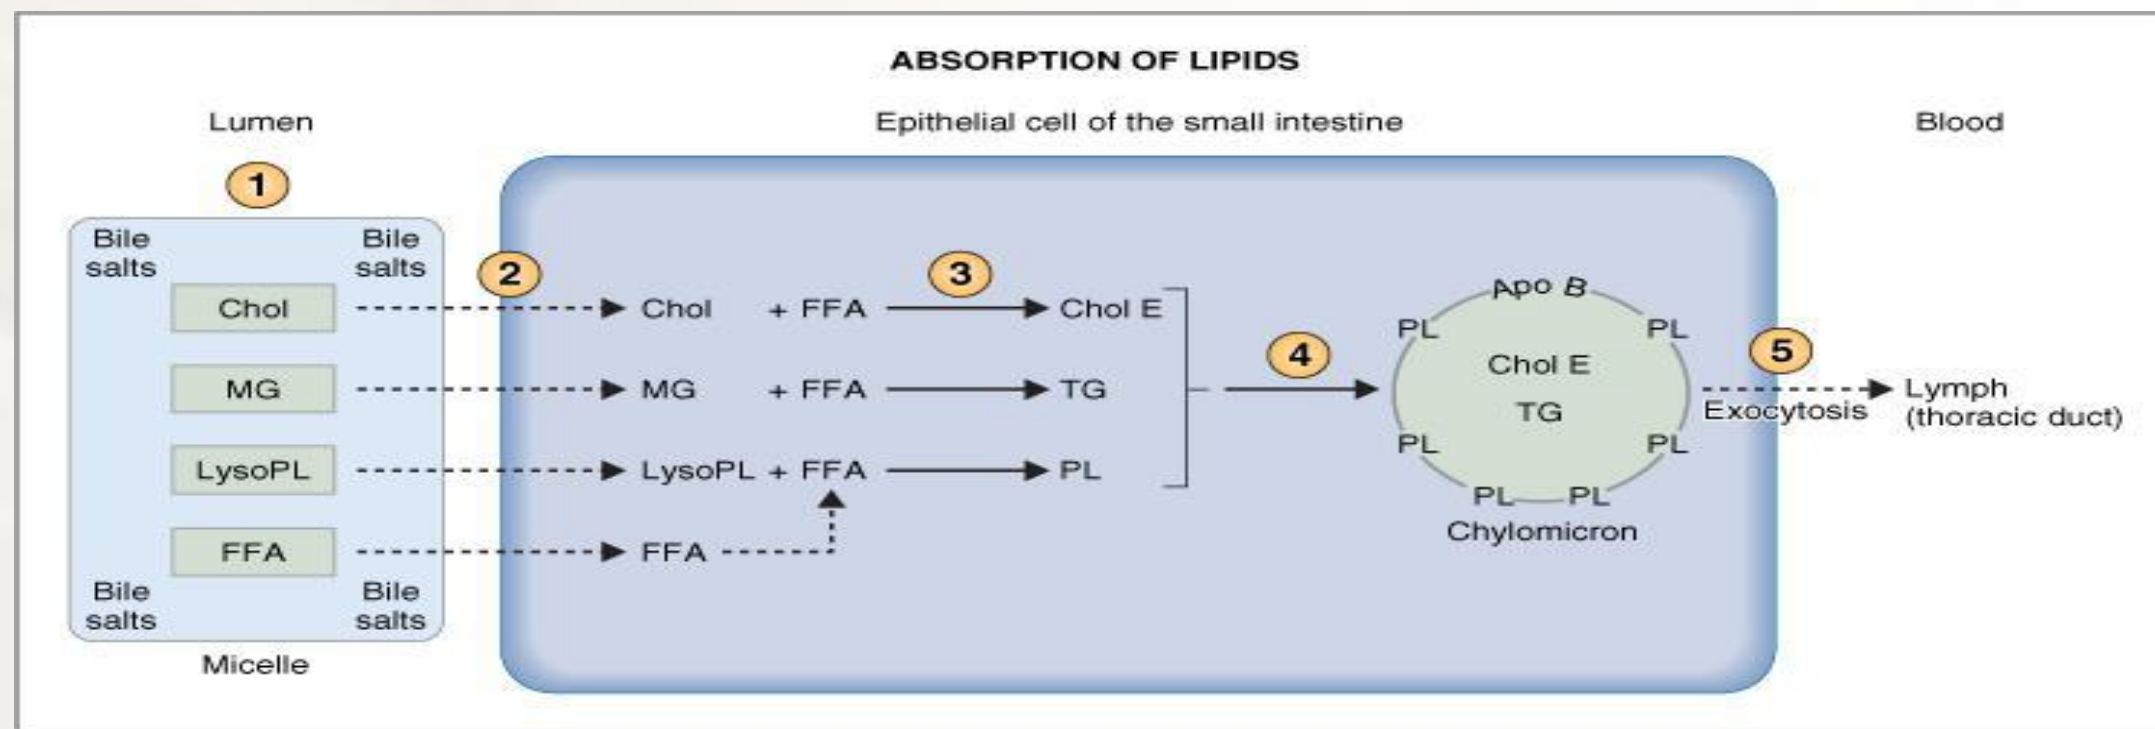 ABSORPTION OF LIPIDS
Lumen
Epithelial cell of the small intestine
Blood
1
Bile salts
Bile salts
2
3
Chol
Chol + FFA
Chol E
MG
MG + FFA
TG
LysoPL
LysoPL + FFA
PL
FFA
FFA
Bile salts
Bile salts
Micelle
4
Apo B
PL
PL
Chol E
TG
PL
PL
PL
PL
Chylomicron
5
Exocytosis
Lymph
(thoracic duct)